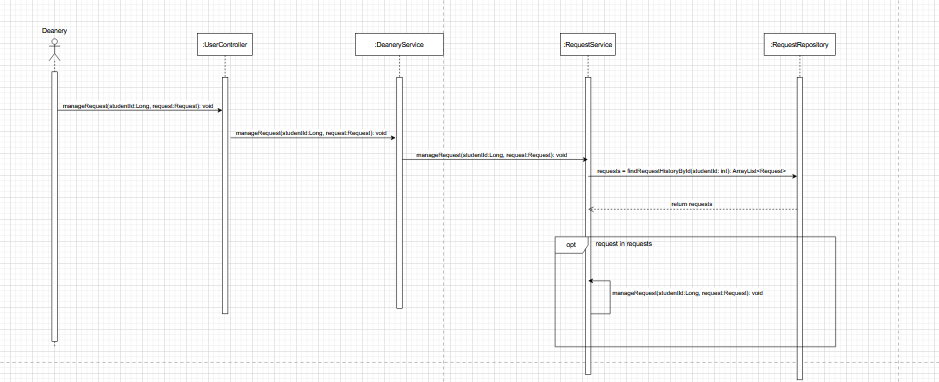 Deanery
:UserController
:DeaneryService
:RequestService
:RequestRepository
manageRequest(studentId:Long, request:Request): void
manageRequest(studentId:Long, request:Request): void
manageRequest(studentId:Long, request:Request): void
requests = findRequestHistoryById(studentId: int): ArrayList<Request>
return requests
opt
request in requests
manageRequest(studentId:Long, request:Request): void